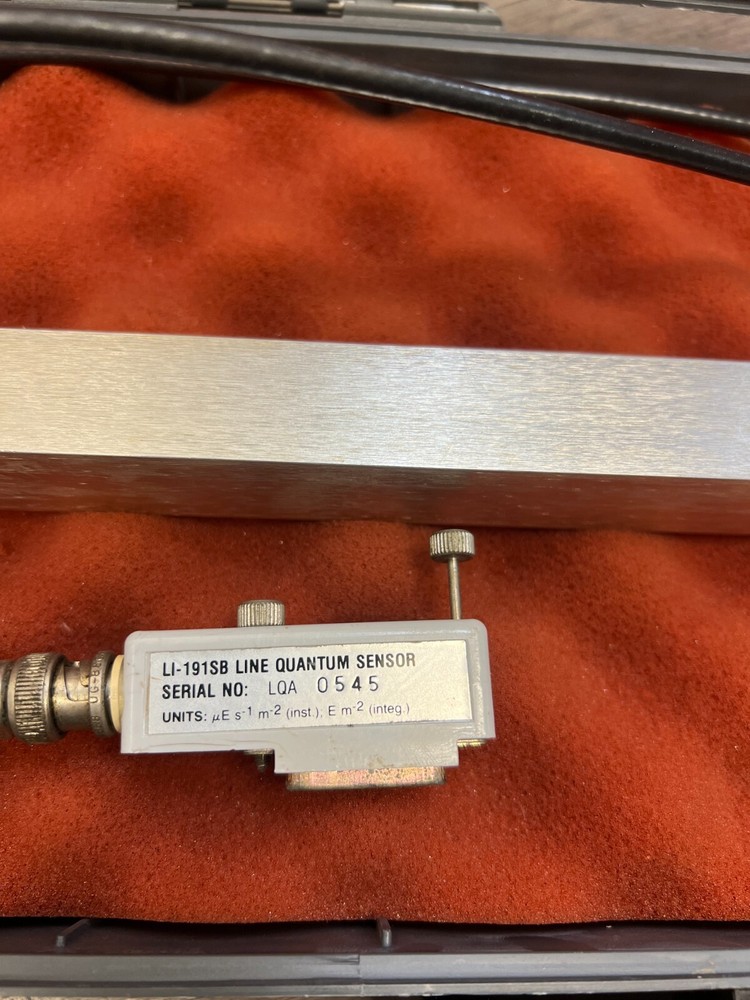 LI-191SB LINE QUANTUM SENSOR
SERIAL NO: LQA 0545
UNITS: µE s⁻¹ m⁻² (inst.); E m⁻² (integ.)